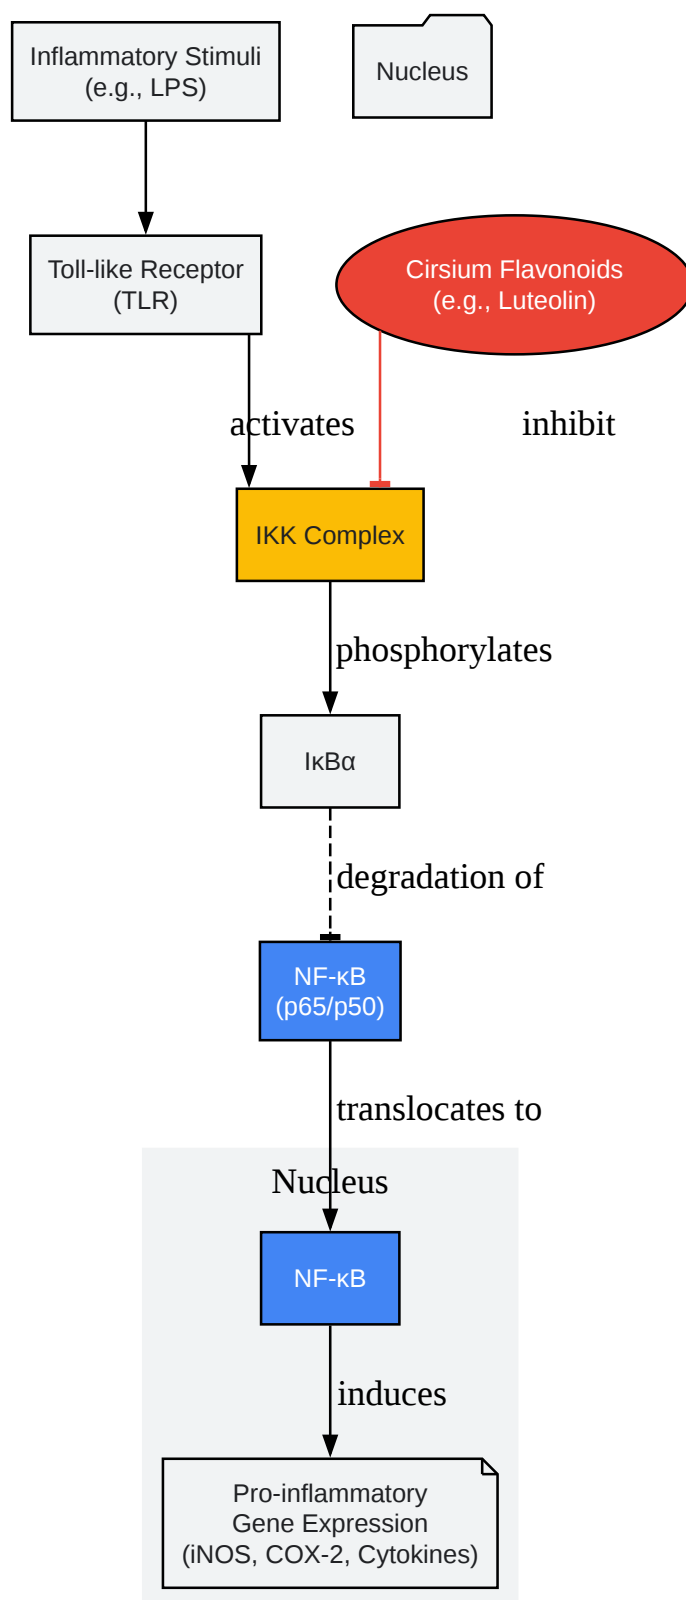 Inflammatory Stimuli
(e.g., LPS)
Nucleus
Toll-like Receptor
(TLR)
Cirsium Flavonoids
(e.g., Luteolin)
activates
inhibit
IKK Complex
phosphorylates
IκBα
degradation of
NF-κB
(p65/p50)
translocates to
Nucleus
NF-κB
induces
Pro-inflammatory
Gene Expression
(iNOS, COX-2, Cytokines)